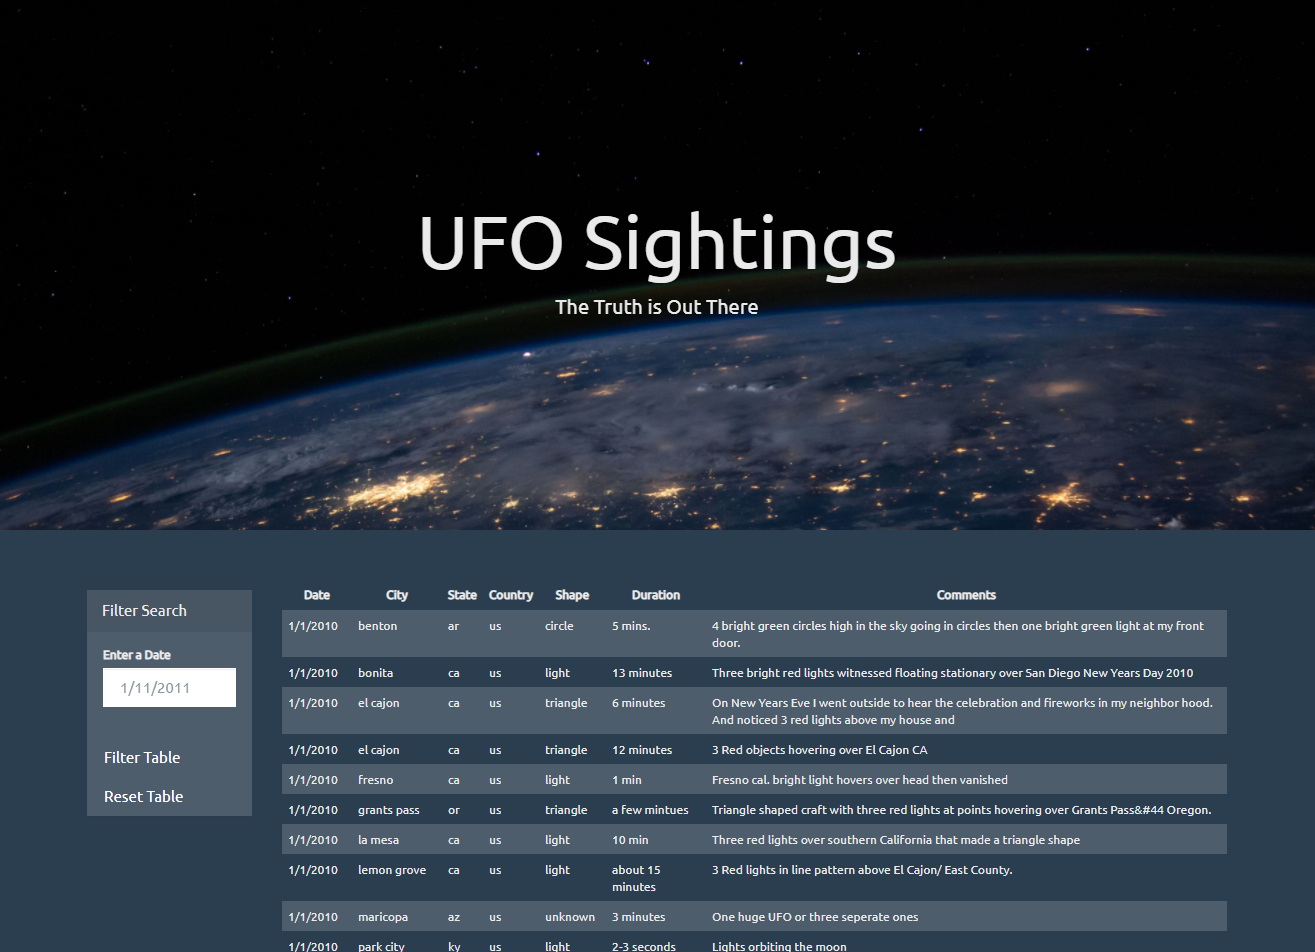 UFO Sightings
The Truth is Out There
Filter Search
Enter a Date
1/11/2011
Filter Table
Reset Table
Date City State Country Shape Duration Comments
1/1/2010 benton ar us circle 5 mins. 4 bright green circles high in the sky going in circles then one bright green light at my front
door.
1/1/2010 bonita ca us light 13 minutes Three bright red lights witnessed floating stationary over San Diego New Years Day 2010
1/1/2010 el cajon ca us triangle 6 minutes On New Years Eve I went outside to hear the celebration and fireworks in my neighbor hood.
And noticed 3 red lights above my house and
1/1/2010 el cajon ca us triangle 12 minutes 3 Red objects hovering over El Cajon CA
1/1/2010 fresno ca us light 1 min Fresno cal. bright light hovers over head then vanished
1/1/2010 grants pass or us triangle a few mintues Triangle shaped craft with three red lights at points hovering over Grants Pass&#44 Oregon.
1/1/2010 la mesa ca us light 10 min Three red lights over southern California that made a triangle shape
1/1/2010 lemon grove ca us light about 15 3 Red lights in line pattern above El Cajon/ East County.
minutes
1/1/2010 maricopa az us unknown 3 minutes One huge UFO or three seperate ones
1/1/2010 park city ky us light 2-3 seconds Lights orbiting the moon